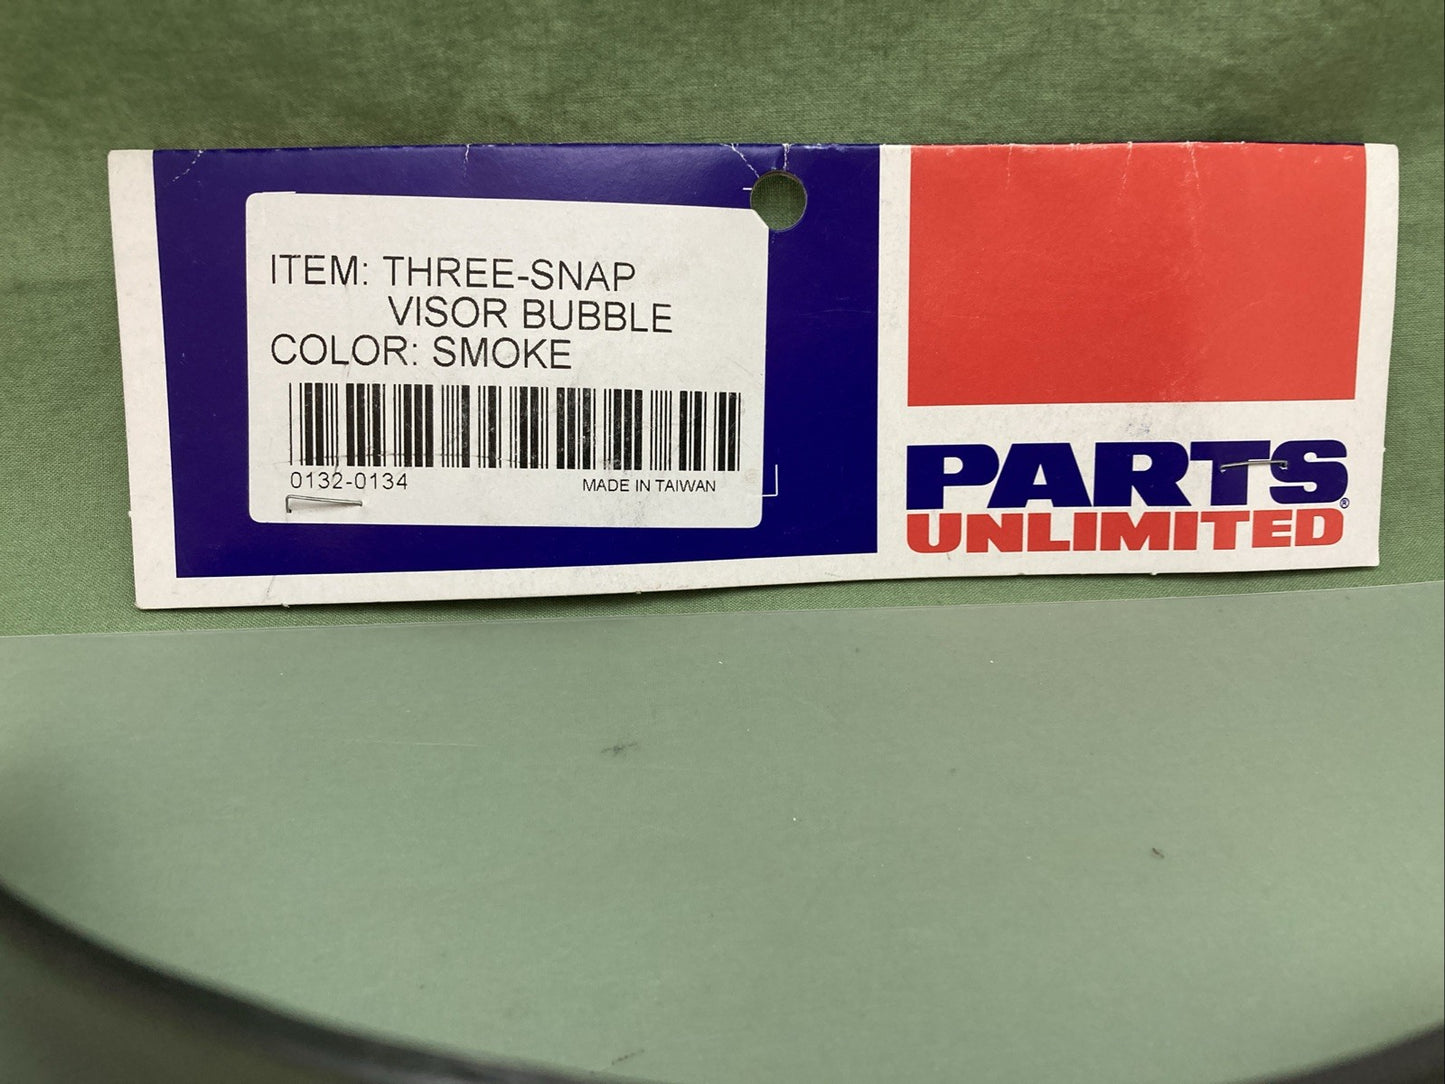 ITEM: THREE-SNAP
VISOR BUBBLE
COLOR: SMOKE
0132-0134
MADE IN TAIWAN
PARTS
UNLIMITED®